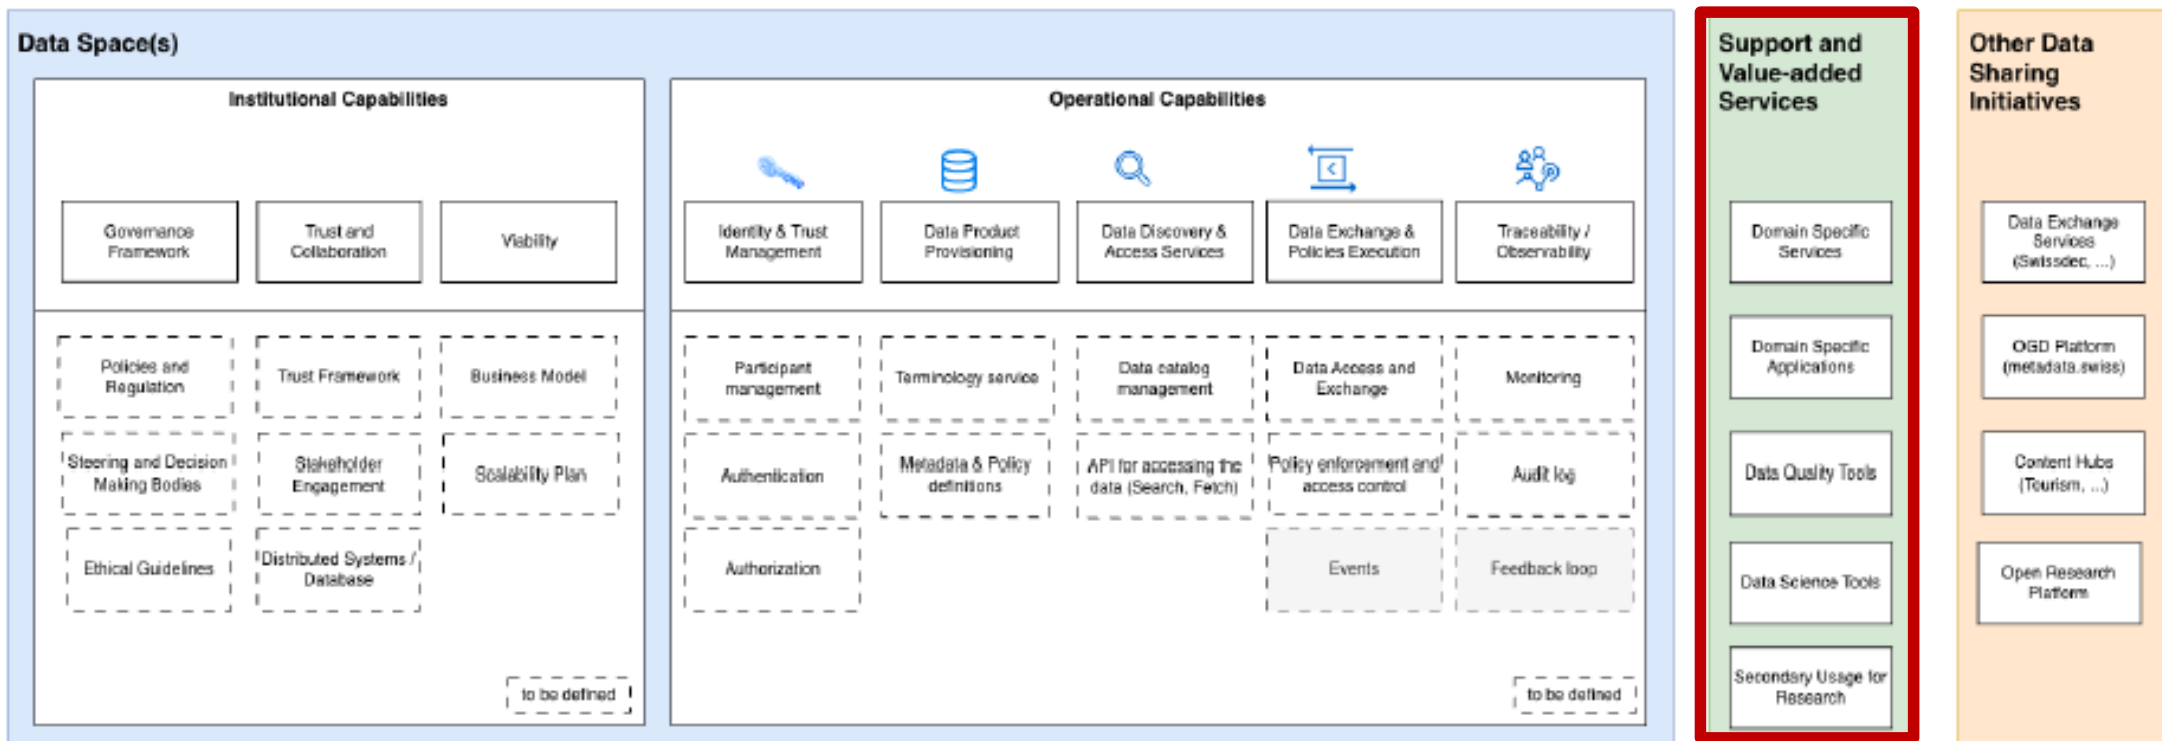 Data Space(s)
Institutional Capabilities
Governance
Framework
Trust and
Collaboration
Viability
Policies and
Regulation
Trust Framework
Business Model
Steering and Decision
Making Bodies
Stakeholder
Engagement
Scalability Plan
Ethical Guidelines
Distributed Systems /
Database
to be defined
Operational Capabilities
Identity & Trust
Management
Data Product
Provisioning
Data Discovery &
Access Services
Data Exchange &
Policies Execution
Traceability /
Observability
Participant
management
Terminology service
Data catalog
management
Data Access and
Exchange
Monitoring
Authentication
Metadata & Policy
definitions
API for accessing the
data (Search, Fetch)
Policy enforcement and
access control
Audit log
Authorization
Events
Feedback loop
to be defined
Support and
Value-added
Services
Domain Specific
Services
Domain Specific
Applications
Data Quality Tools
Data Science Tools
Secondary Usage for
Research
Other Data
Sharing
Initiatives
Data Exchange
Services
(Swissdec, ...)
OGD Platform
(metadata.swiss)
Content Hubs
(Tourism, ...)
Open Research
Platform